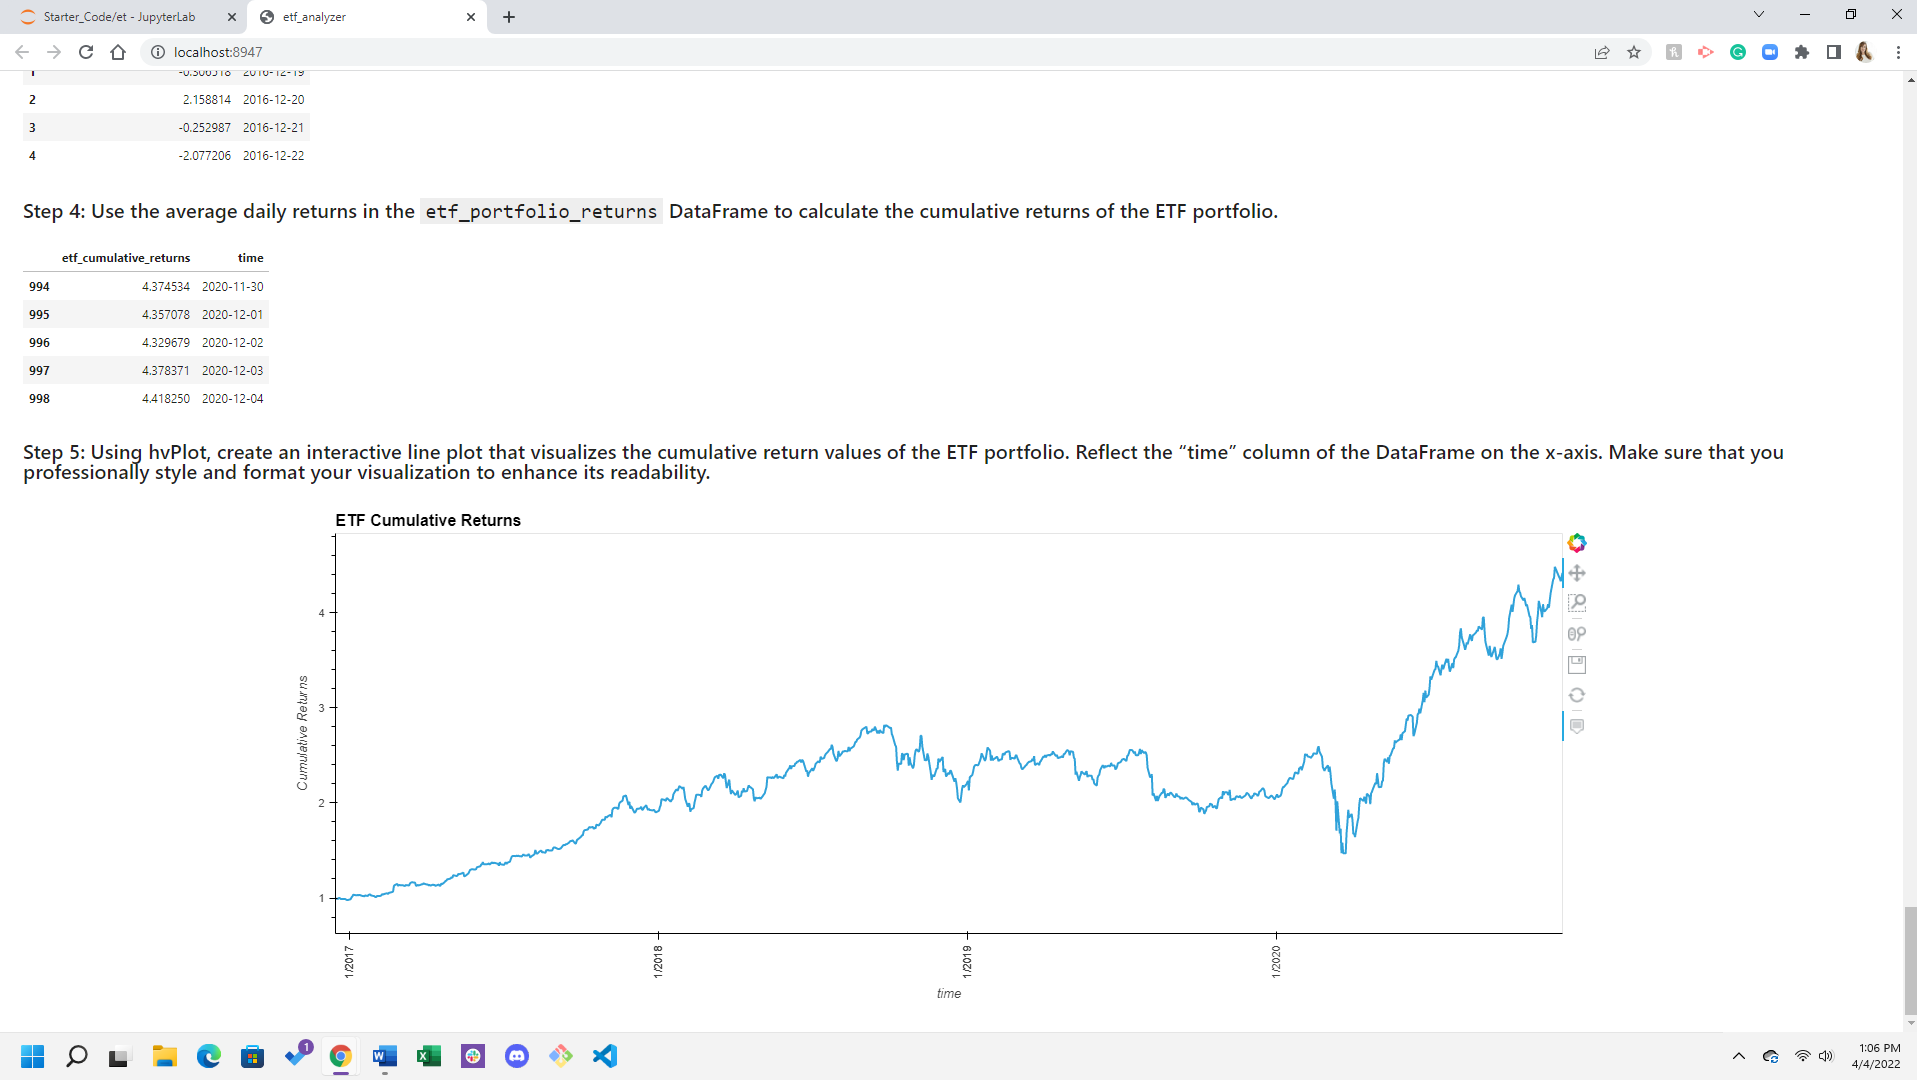 Starter_Code/et - JupyterLab
etf_analyzer
localhost:8947
1 -0.306518 2016-12-19
2 2.158814 2016-12-20
3 -0.252987 2016-12-21
4 -2.077206 2016-12-22
Step 4: Use the average daily returns in the etf_portfolio_returns DataFrame to calculate the cumulative returns of the ETF portfolio.
etf_cumulative_returns time
994 4.374534 2020-11-30
995 4.357078 2020-12-01
996 4.329679 2020-12-02
997 4.378371 2020-12-03
998 4.418250 2020-12-04
Step 5: Using hvPlot, create an interactive line plot that visualizes the cumulative return values of the ETF portfolio. Reflect the “time” column of the DataFrame on the x-axis. Make sure that you
professionally style and format your visualization to enhance its readability.
ETF Cumulative Returns
4
3
2
1
Cumulative Returns
1/2017
1/2018
1/2019
1/2020
time
1
1:06 PM
4/4/2022